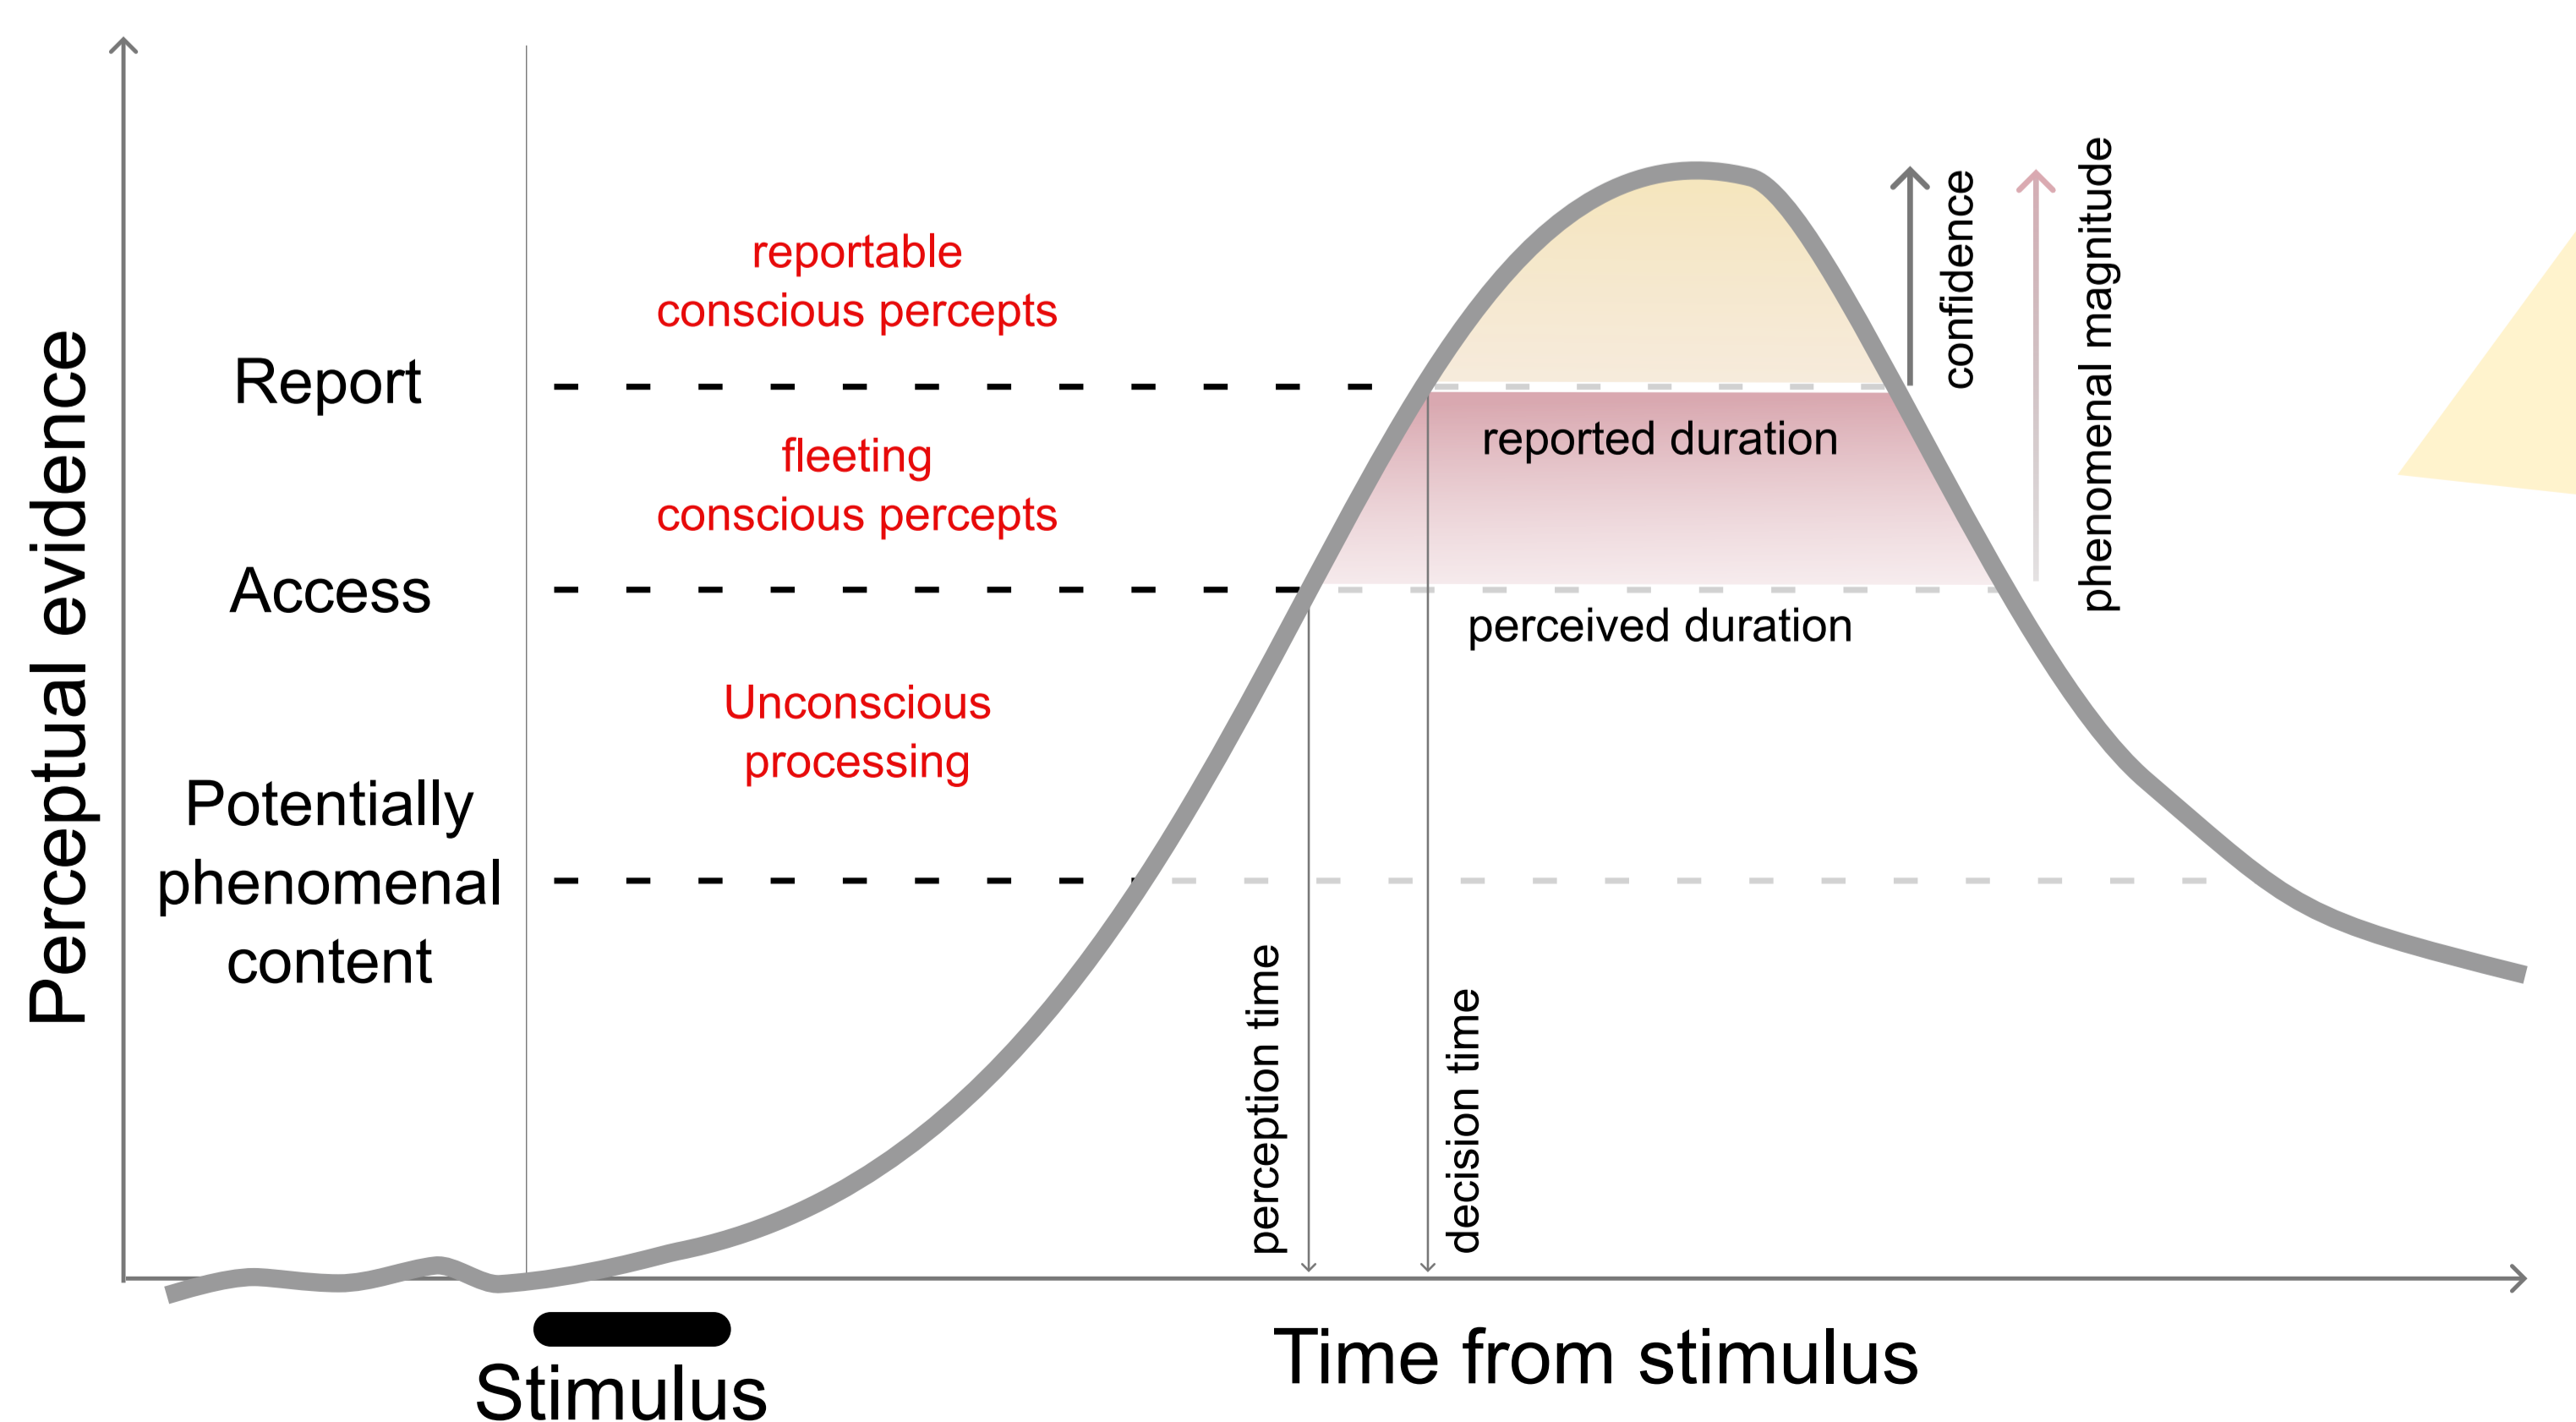 Perceptual evidence
Report
Access
Potentially
phenomenal
content
reportable
conscious percepts
fleeting
conscious percepts
Unconscious
processing
reported duration
perceived duration
confidence
phenomenal magnitude
perception time
decision time
Stimulus
Time from stimulus